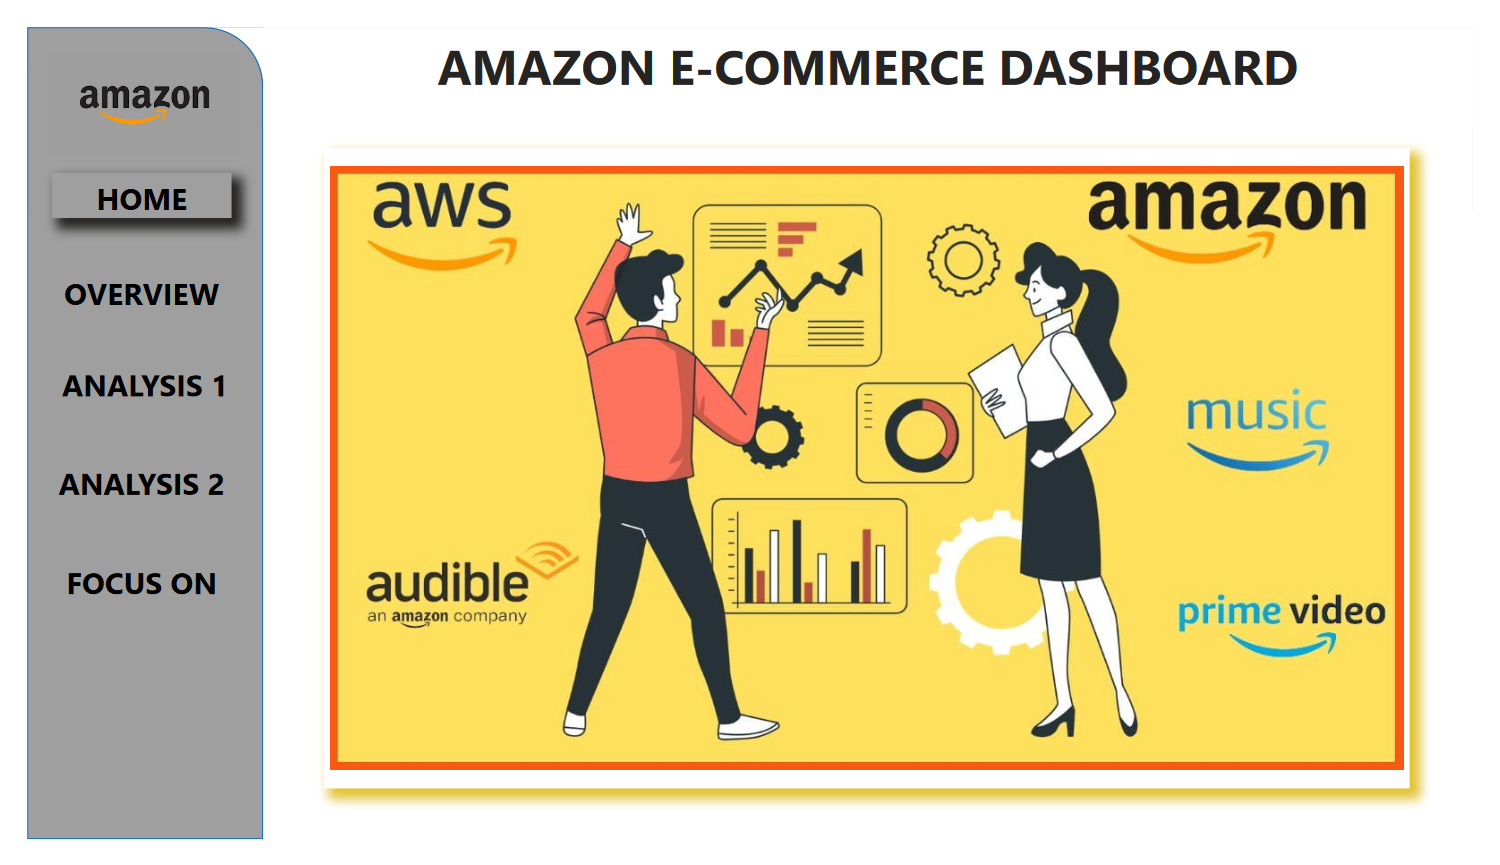 amazon
HOME
OVERVIEW
ANALYSIS 1
ANALYSIS 2
FOCUS ON
AMAZON E-COMMERCE DASHBOARD
aws
amazon
music
audible
an amazon company
prime video